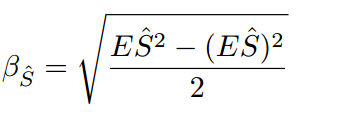 β_Ŝ = √((EŜ² − (EŜ)²) / 2)